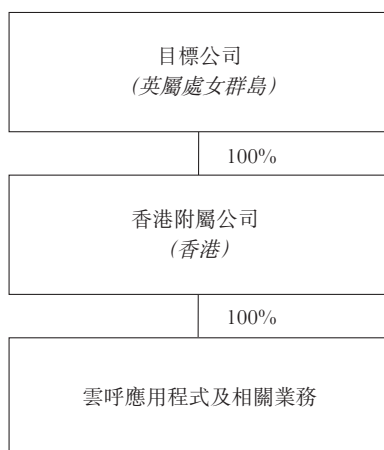 目標公司
(英屬處女群島)
100%
香港附屬公司
(香港)
100%
雲呼應用程式及相關業務